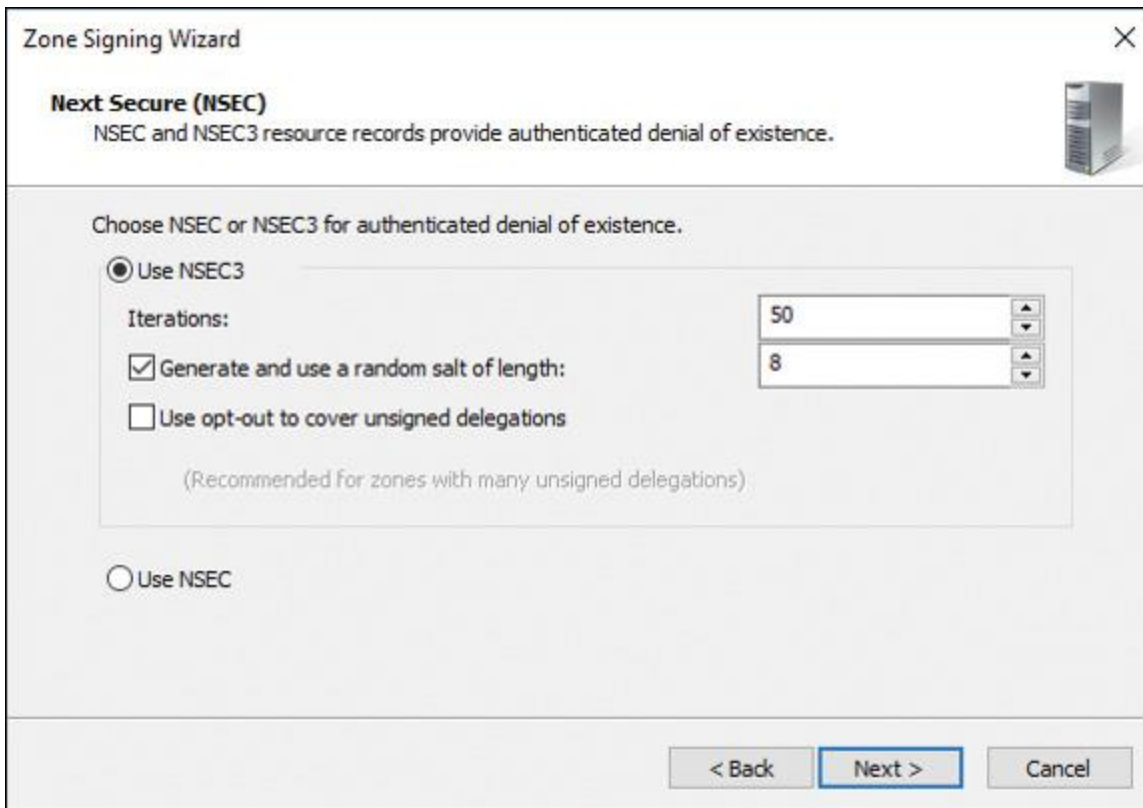 Zone Signing Wizard
Next Secure (NSEC)
NSEC and NSEC3 resource records provide authenticated denial of existence.
Choose NSEC or NSEC3 for authenticated denial of existence.
Use NSEC3
Iterations: 50
Generate and use a random salt of length: 8
Use opt-out to cover unsigned delegations
(Recommended for zones with many unsigned delegations)
Use NSEC
< Back Next > Cancel